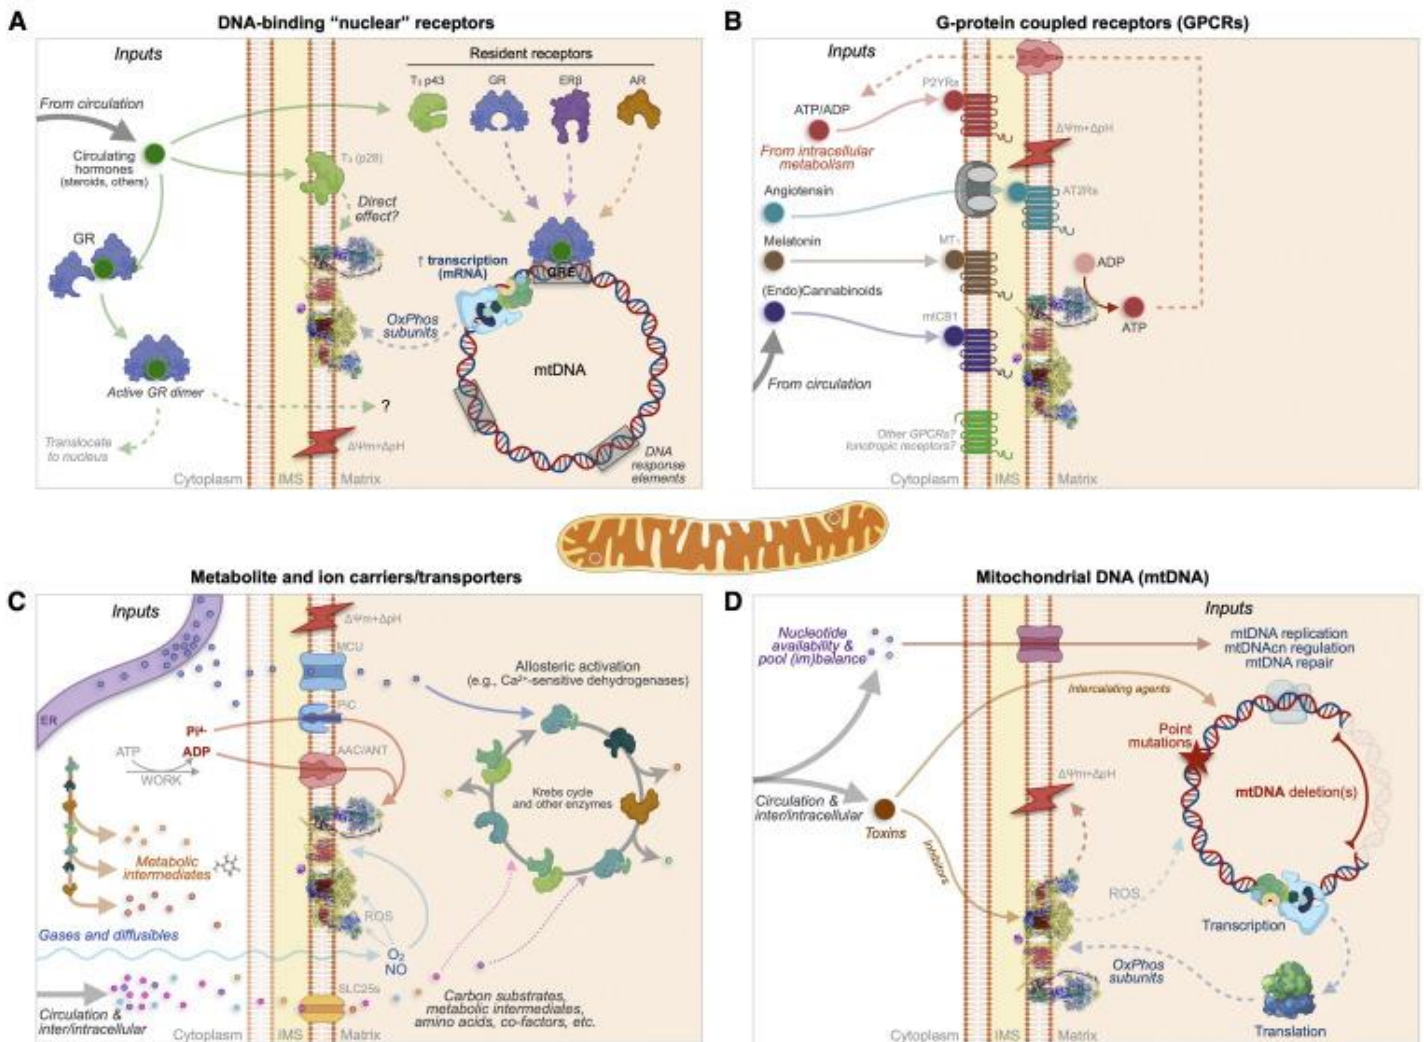 A
DNA-binding “nuclear” receptors
Inputs
From circulation
Circulating
hormones
(steroids, others)
GR
Active GR dimer
Translocate
to nucleus
T₃ (p28)
Direct
effect?
Resident receptors
T₃ p43
GR
ERβ
AR
↑ transcription
(mRNA)
GRE
OxPhos
subunits
mtDNA
?
ΔΨm+ΔpH
DNA
response
elements
Cytoplasm
IMS
Matrix
B
G-protein coupled receptors (GPCRs)
Inputs
P2YRs
ATP/ADP
From intracellular
metabolism
ΔΨm+ΔpH
Angiotensin
AT2Rs
Melatonin
MT₁
ADP
(Endo)Cannabinoids
mtCB1
ATP
From circulation
Other GPCRs?
Ionotropic receptors?
Cytoplasm
IMS
Matrix
C
Metabolite and ion carriers/transporters
Inputs
ΔΨm+ΔpH
MCU
Allosteric activation
(e.g., Ca²⁺-sensitive dehydrogenases)
ER
PiC
Pi⁴⁻
ATP
ADP
WORK
AAC/ANT
Krebs cycle
and other enzymes
Metabolic
intermediates
ROS
Gases and diffusibles
O₂
NO
SLC25s
Carbon substrates,
metabolic intermediates,
amino acids, co-factors, etc.
Circulation &
inter/intracellular
Cytoplasm
IMS
Matrix
D
Mitochondrial DNA (mtDNA)
Inputs
Nucleotide
availability &
pool (im)balance
mtDNA replication
mtDNAcn regulation
mtDNA repair
Intercalating agents
Point
mutations
ΔΨm+ΔpH
mtDNA deletion(s)
Circulation &
inter/intracellular
Toxins
Inhibitors
ROS
Transcription
OxPhos
subunits
Translation
Cytoplasm
IMS
Matrix